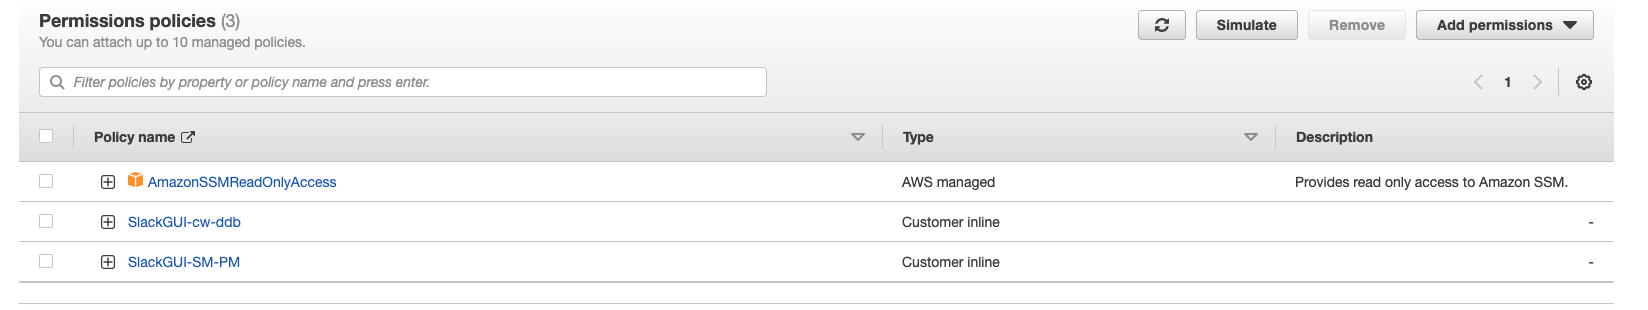 Permissions policies (3)
You can attach up to 10 managed policies.
Simulate
Remove
Add permissions
Filter policies by property or policy name and press enter.
1
Policy name
Type
Description
AmazonSSMReadOnlyAccess
AWS managed
Provides read only access to Amazon SSM.
SlackGUI-cw-ddb
Customer inline
-
SlackGUI-SM-PM
Customer inline
-